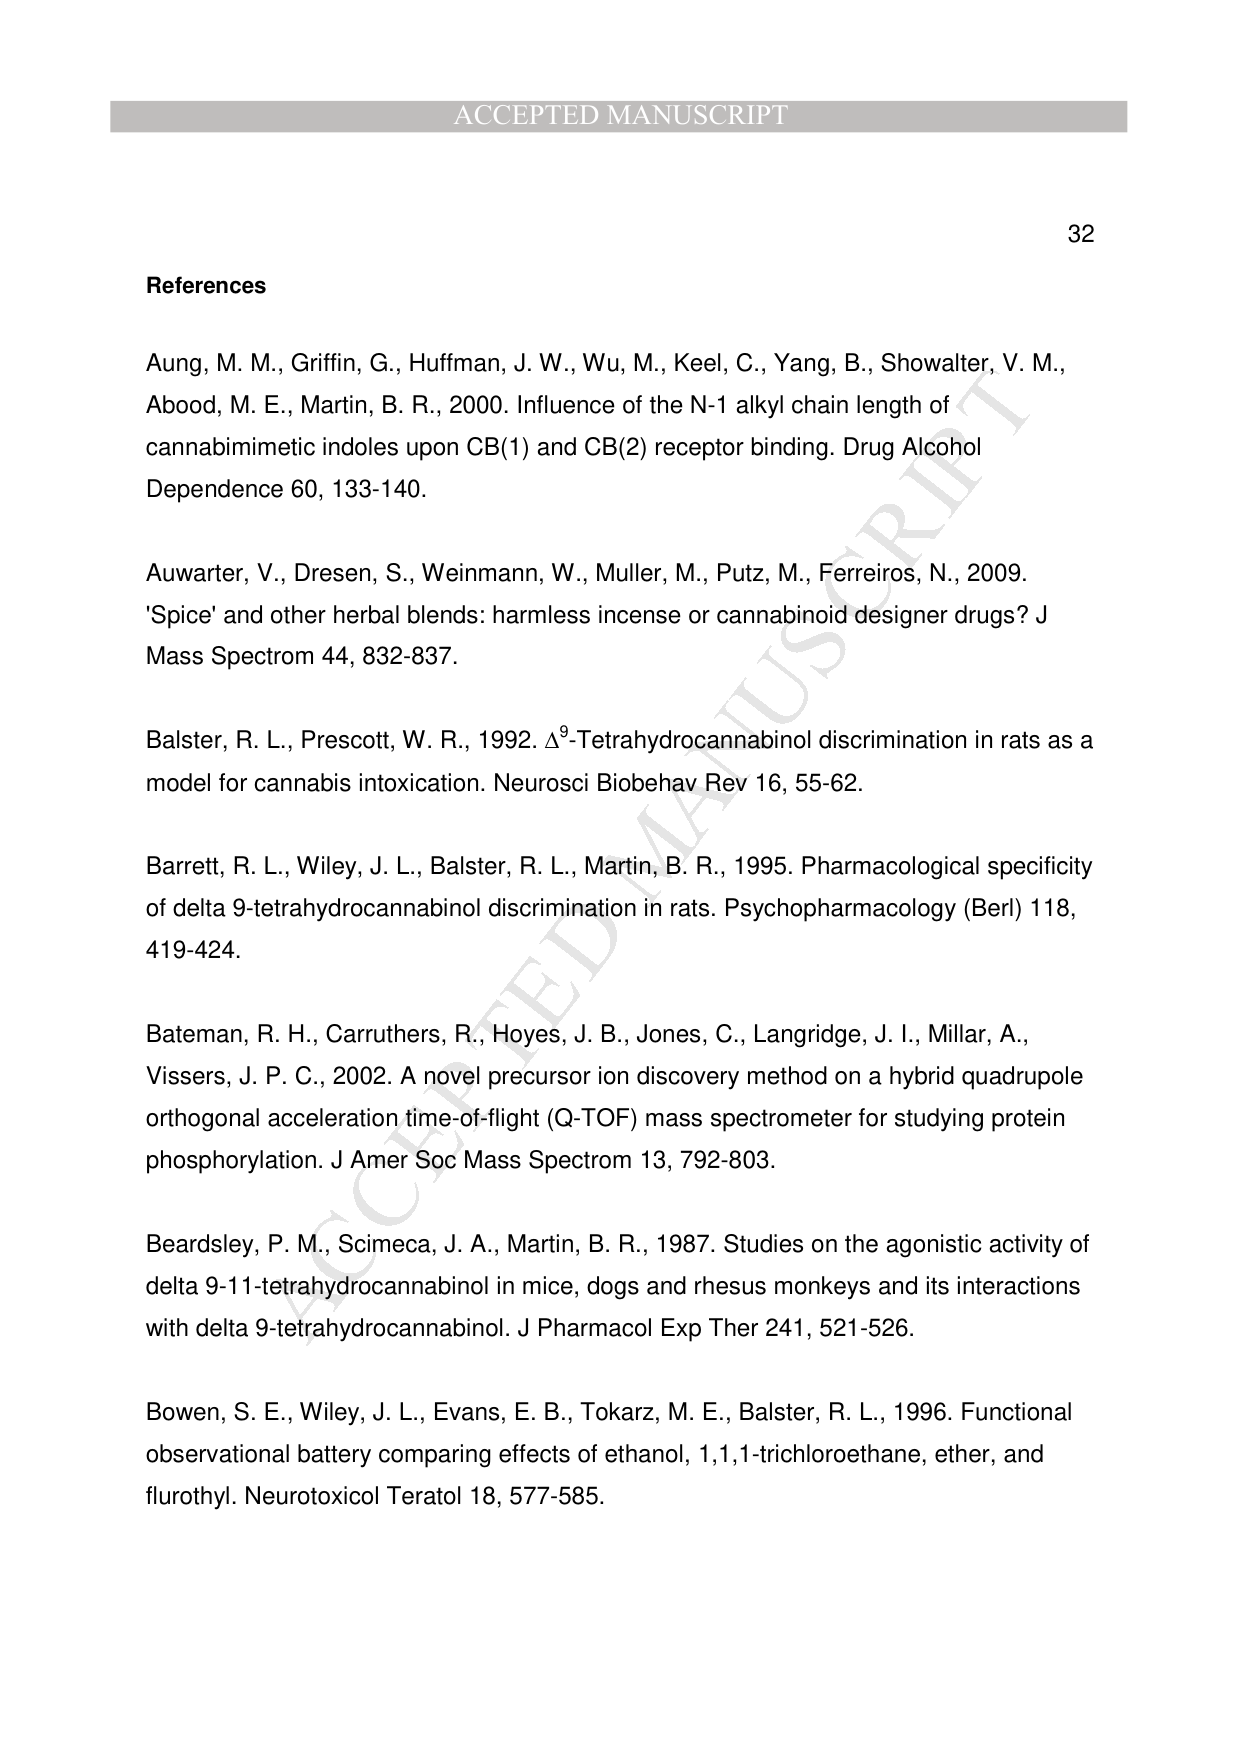 ACCEPTED MANUSCRIPT
32
References
Aung, M. M., Griffin, G., Huffman, J. W., Wu, M., Keel, C., Yang, B., Showalter, V. M.,
Abood, M. E., Martin, B. R., 2000. Influence of the N-1 alkyl chain length of
cannabimimetic indoles upon CB(1) and CB(2) receptor binding. Drug Alcohol
Dependence 60, 133-140.
Auwarter, V., Dresen, S., Weinmann, W., Muller, M., Putz, M., Ferreiros, N., 2009.
'Spice' and other herbal blends: harmless incense or cannabinoid designer drugs? J
Mass Spectrom 44, 832-837.
Balster, R. L., Prescott, W. R., 1992. Δ⁹-Tetrahydrocannabinol discrimination in rats as a
model for cannabis intoxication. Neurosci Biobehav Rev 16, 55-62.
Barrett, R. L., Wiley, J. L., Balster, R. L., Martin, B. R., 1995. Pharmacological specificity
of delta 9-tetrahydrocannabinol discrimination in rats. Psychopharmacology (Berl) 118,
419-424.
Bateman, R. H., Carruthers, R., Hoyes, J. B., Jones, C., Langridge, J. I., Millar, A.,
Vissers, J. P. C., 2002. A novel precursor ion discovery method on a hybrid quadrupole
orthogonal acceleration time-of-flight (Q-TOF) mass spectrometer for studying protein
phosphorylation. J Amer Soc Mass Spectrom 13, 792-803.
Beardsley, P. M., Scimeca, J. A., Martin, B. R., 1987. Studies on the agonistic activity of
delta 9-11-tetrahydrocannabinol in mice, dogs and rhesus monkeys and its interactions
with delta 9-tetrahydrocannabinol. J Pharmacol Exp Ther 241, 521-526.
Bowen, S. E., Wiley, J. L., Evans, E. B., Tokarz, M. E., Balster, R. L., 1996. Functional
observational battery comparing effects of ethanol, 1,1,1-trichloroethane, ether, and
flurothyl. Neurotoxicol Teratol 18, 577-585.
ACCEPTED MANUSCRIPT